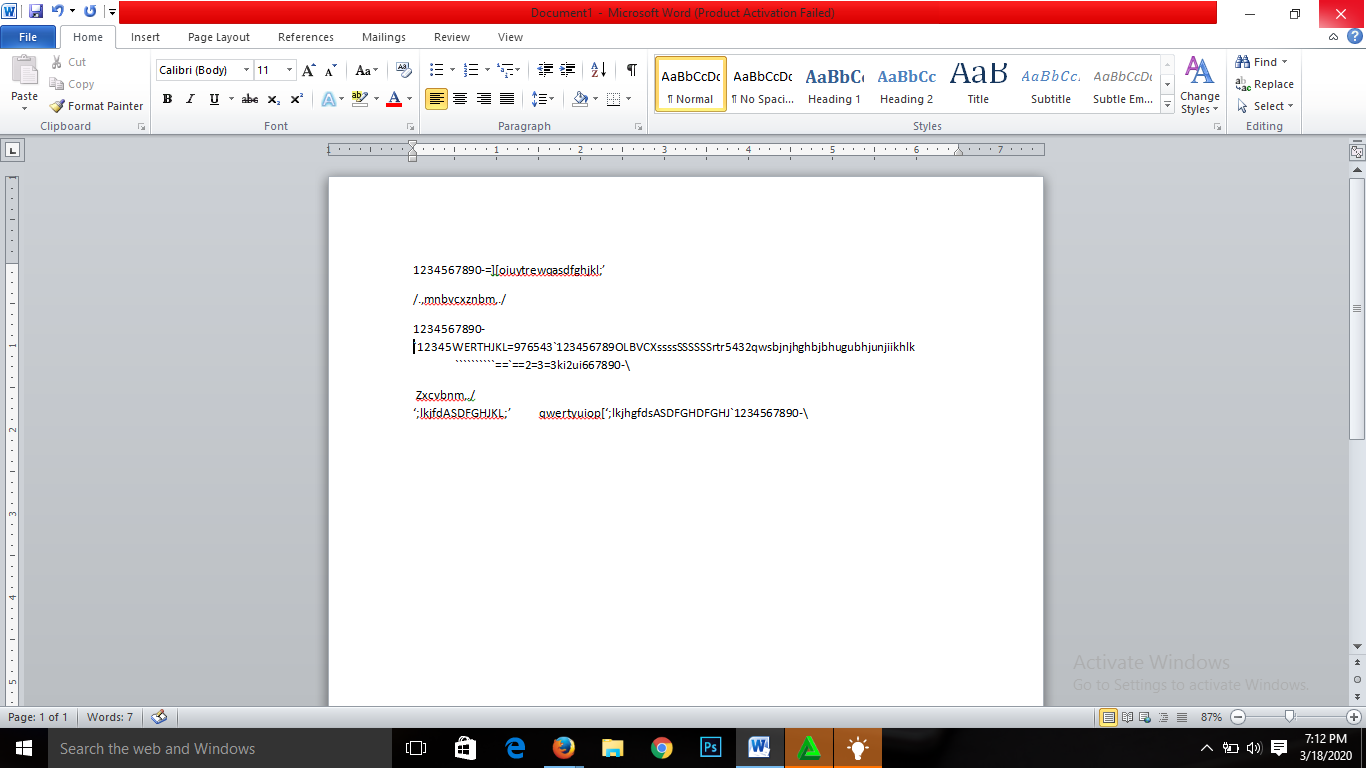 Document1 - Microsoft Word (Product Activation Failed)
File Home Insert Page Layout References Mailings Review View
Paste
Cut
Copy
Format Painter
Clipboard
Calibri (Body) 11
Font
Paragraph
AaBbCcDc AaBbCcDc AaBbC AaBbCc AaB AaBbCc. AaBbCcDc
¶ Normal ¶ No Spaci... Heading 1 Heading 2 Title Subtitle Subtle Em...
Change Styles
Styles
Find
Replace
Select
Editing
1 1 2 3 4 5 6 7
1234567890-=][oiuytrewqasdfghjkl;’
/.,mnbvcxznbm,./
1234567890-
`12345WERTHJKL=976543`123456789OLBVCXssssSSSSSSrtr5432qwsbjnjhghbjbhugubhjunjiikhlk
``````````==`==2=3=3ki2ui667890-\
Zxcvbnm,./
‘;lkjfdASDFGHJKL;’ qwertyuiop[‘;lkjhgfdsASDFGHDFGHJ`1234567890-\
Activate Windows
Go to Settings to activate Windows.
Page: 1 of 1 Words: 7 87%
Search the web and Windows
7:12 PM
3/18/2020